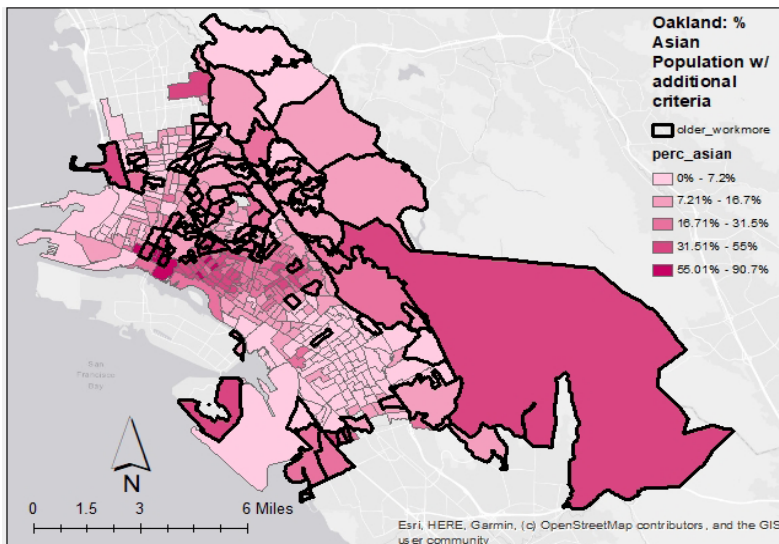 Oakland: %
Asian
Population w/
additional
criteria
older_workmore
perc_asian
0% - 7.2%
7.21% - 16.7%
16.71% - 31.5%
31.51% - 55%
55.01% - 90.7%
San
Francisco
Bay
N
0 1.5 3 6 Miles
Esri, HERE, Garmin, (c) OpenStreetMap contributors, and the GIS
user community